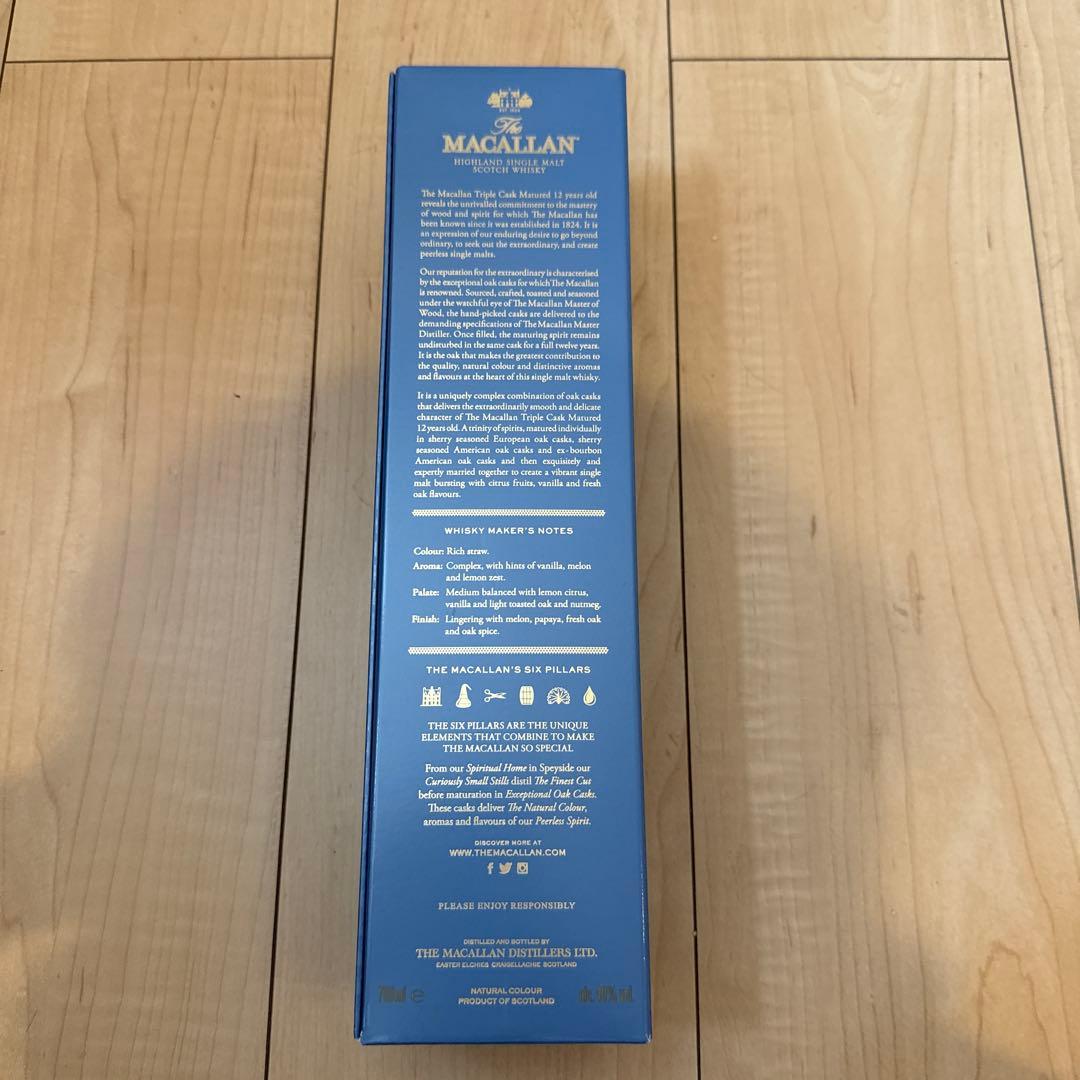 EST. 1824
The
MACALLAN
HIGHLAND SINGLE MALT
SCOTCH WHISKY
The Macallan Triple Cask Matured 12 years old
reveals the unrivalled commitment to the mastery
of wood and spirit for which The Macallan has
been known since it was established in 1824. It is
an expression of our enduring desire to go beyond
ordinary, to seek out the extraordinary, and create
peerless single malts.
Our reputation for the extraordinary is characterised
by the exceptional oak casks for which The Macallan
is renowned. Sourced, crafted, toasted and seasoned
under the watchful eye of The Macallan Master of
Wood, the hand-picked casks are delivered to the
demanding specifications of The Macallan Master
Distiller. Once filled, the maturing spirit remains
undisturbed in the same cask for a full twelve years.
It is the oak that makes the greatest contribution to
the quality, natural colour and distinctive aromas
and flavours at the heart of this single malt whisky.
It is a uniquely complex combination of oak casks
that delivers the extraordinarily smooth and delicate
character of The Macallan Triple Cask Matured
12 years old. A trinity of spirits, matured individually
in sherry seasoned European oak casks, sherry
seasoned American oak casks and ex-bourbon
American oak casks and then exquisitely and
expertly married together to create a vibrant single
malt bursting with citrus fruits, vanilla and fresh
oak flavours.
WHISKY MAKER'S NOTES
Colour: Rich straw.
Aroma: Complex, with hints of vanilla, melon
and lemon zest.
Palate: Medium balanced with lemon citrus,
vanilla and light toasted oak and nutmeg.
Finish: Lingering with melon, papaya, fresh oak
and oak spice.
THE MACALLAN'S SIX PILLARS
THE SIX PILLARS ARE THE UNIQUE
ELEMENTS THAT COMBINE TO MAKE
THE MACALLAN SO SPECIAL
From our Spiritual Home in Speyside our
Curiously Small Stills distil The Finest Cut
before maturation in Exceptional Oak Casks.
These casks deliver The Natural Colour,
aromas and flavours of our Peerless Spirit.
DISCOVER MORE AT
WWW.THEMACALLAN.COM
PLEASE ENJOY RESPONSIBLY
DISTILLED AND BOTTLED BY
THE MACALLAN DISTILLERS LTD.
EASTER ELCHIES CRAIGELLACHIE SCOTLAND
700ml e
NATURAL COLOUR
PRODUCT OF SCOTLAND
alc. 40% vol.